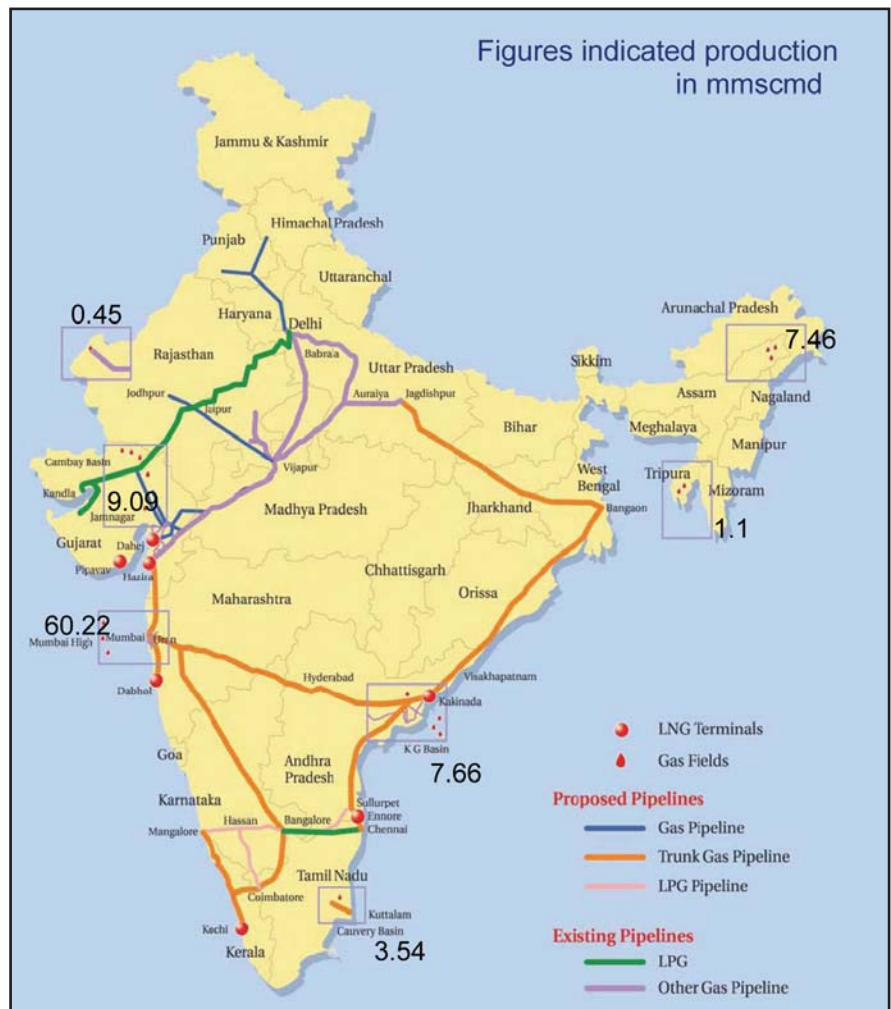 Figures indicated production
in mmscmd
Jammu & Kashmir
Himachal Pradesh
Punjab
Uttaranchal
Haryana
Delhi
0.45
Rajasthan
Babra'a
Uttar Pradesh
Arunachal Pradesh
7.46
Sikkim
Assam
Nagaland
Jodhpur
Jaipur
Auraiya
Jagdishpur
Bihar
Meghalaya
Manipur
Cambay Basin
Vijapur
West
Bengal
Tripura
Mizoram
Kandla
9.09
Jamnagar
Madhya Pradesh
Jharkhand
Bangaon
1.1
Gujarat
Dahej
Pipavav
Hazira
Chhattisgarh
Orissa
Maharashtra
60.22
Mumbai High
Mumbai
Dabhol
Hyderabad
Visakhapatnam
Kakinada
K G Basin
7.66
Goa
Andhra
Pradesh
Karnataka
Sullurpet
Ennore
Chennai
Mangalore
Hassan
Bangalore
Tamil Nadu
Coimbatore
Kuttalam
Cauvery Basin
3.54
Kochi
Kerala
LNG Terminals
Gas Fields
Proposed Pipelines
Gas Pipeline
Trunk Gas Pipeline
LPG Pipeline
Existing Pipelines
LPG
Other Gas Pipeline